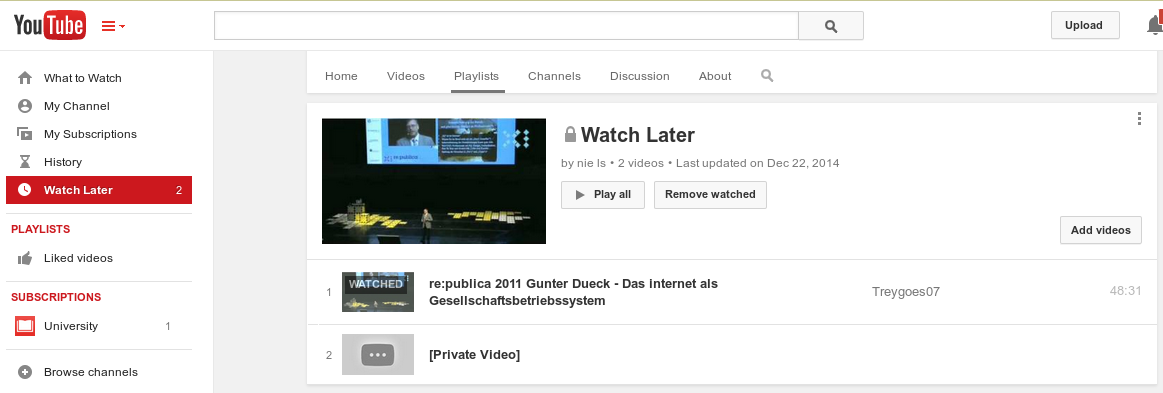 YouTube
Upload
What to Watch
My Channel
My Subscriptions
History
Watch Later 2
PLAYLISTS
Liked videos
SUBSCRIPTIONS
University 1
Browse channels
Home Videos Playlists Channels Discussion About
Watch Later
by nie ls • 2 videos • Last updated on Dec 22, 2014
Play all Remove watched
Add videos
1 WATCHED re:publica 2011 Gunter Dueck - Das internet als
Gesellschaftsbetriebssystem
Treygoes07 48:31
2 [Private Video]